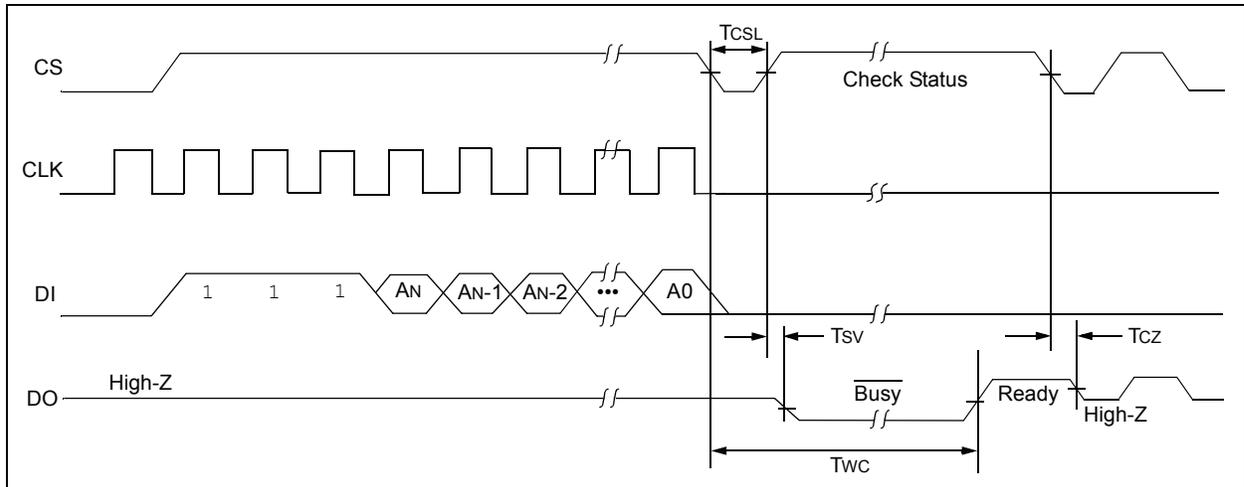 TCSL
CS
Check Status
CLK
DI
1 1 1 AN AN-1 AN-2 ••• A0
TSV
TCZ
High-Z
DO
Busy
Ready
High-Z
TWC